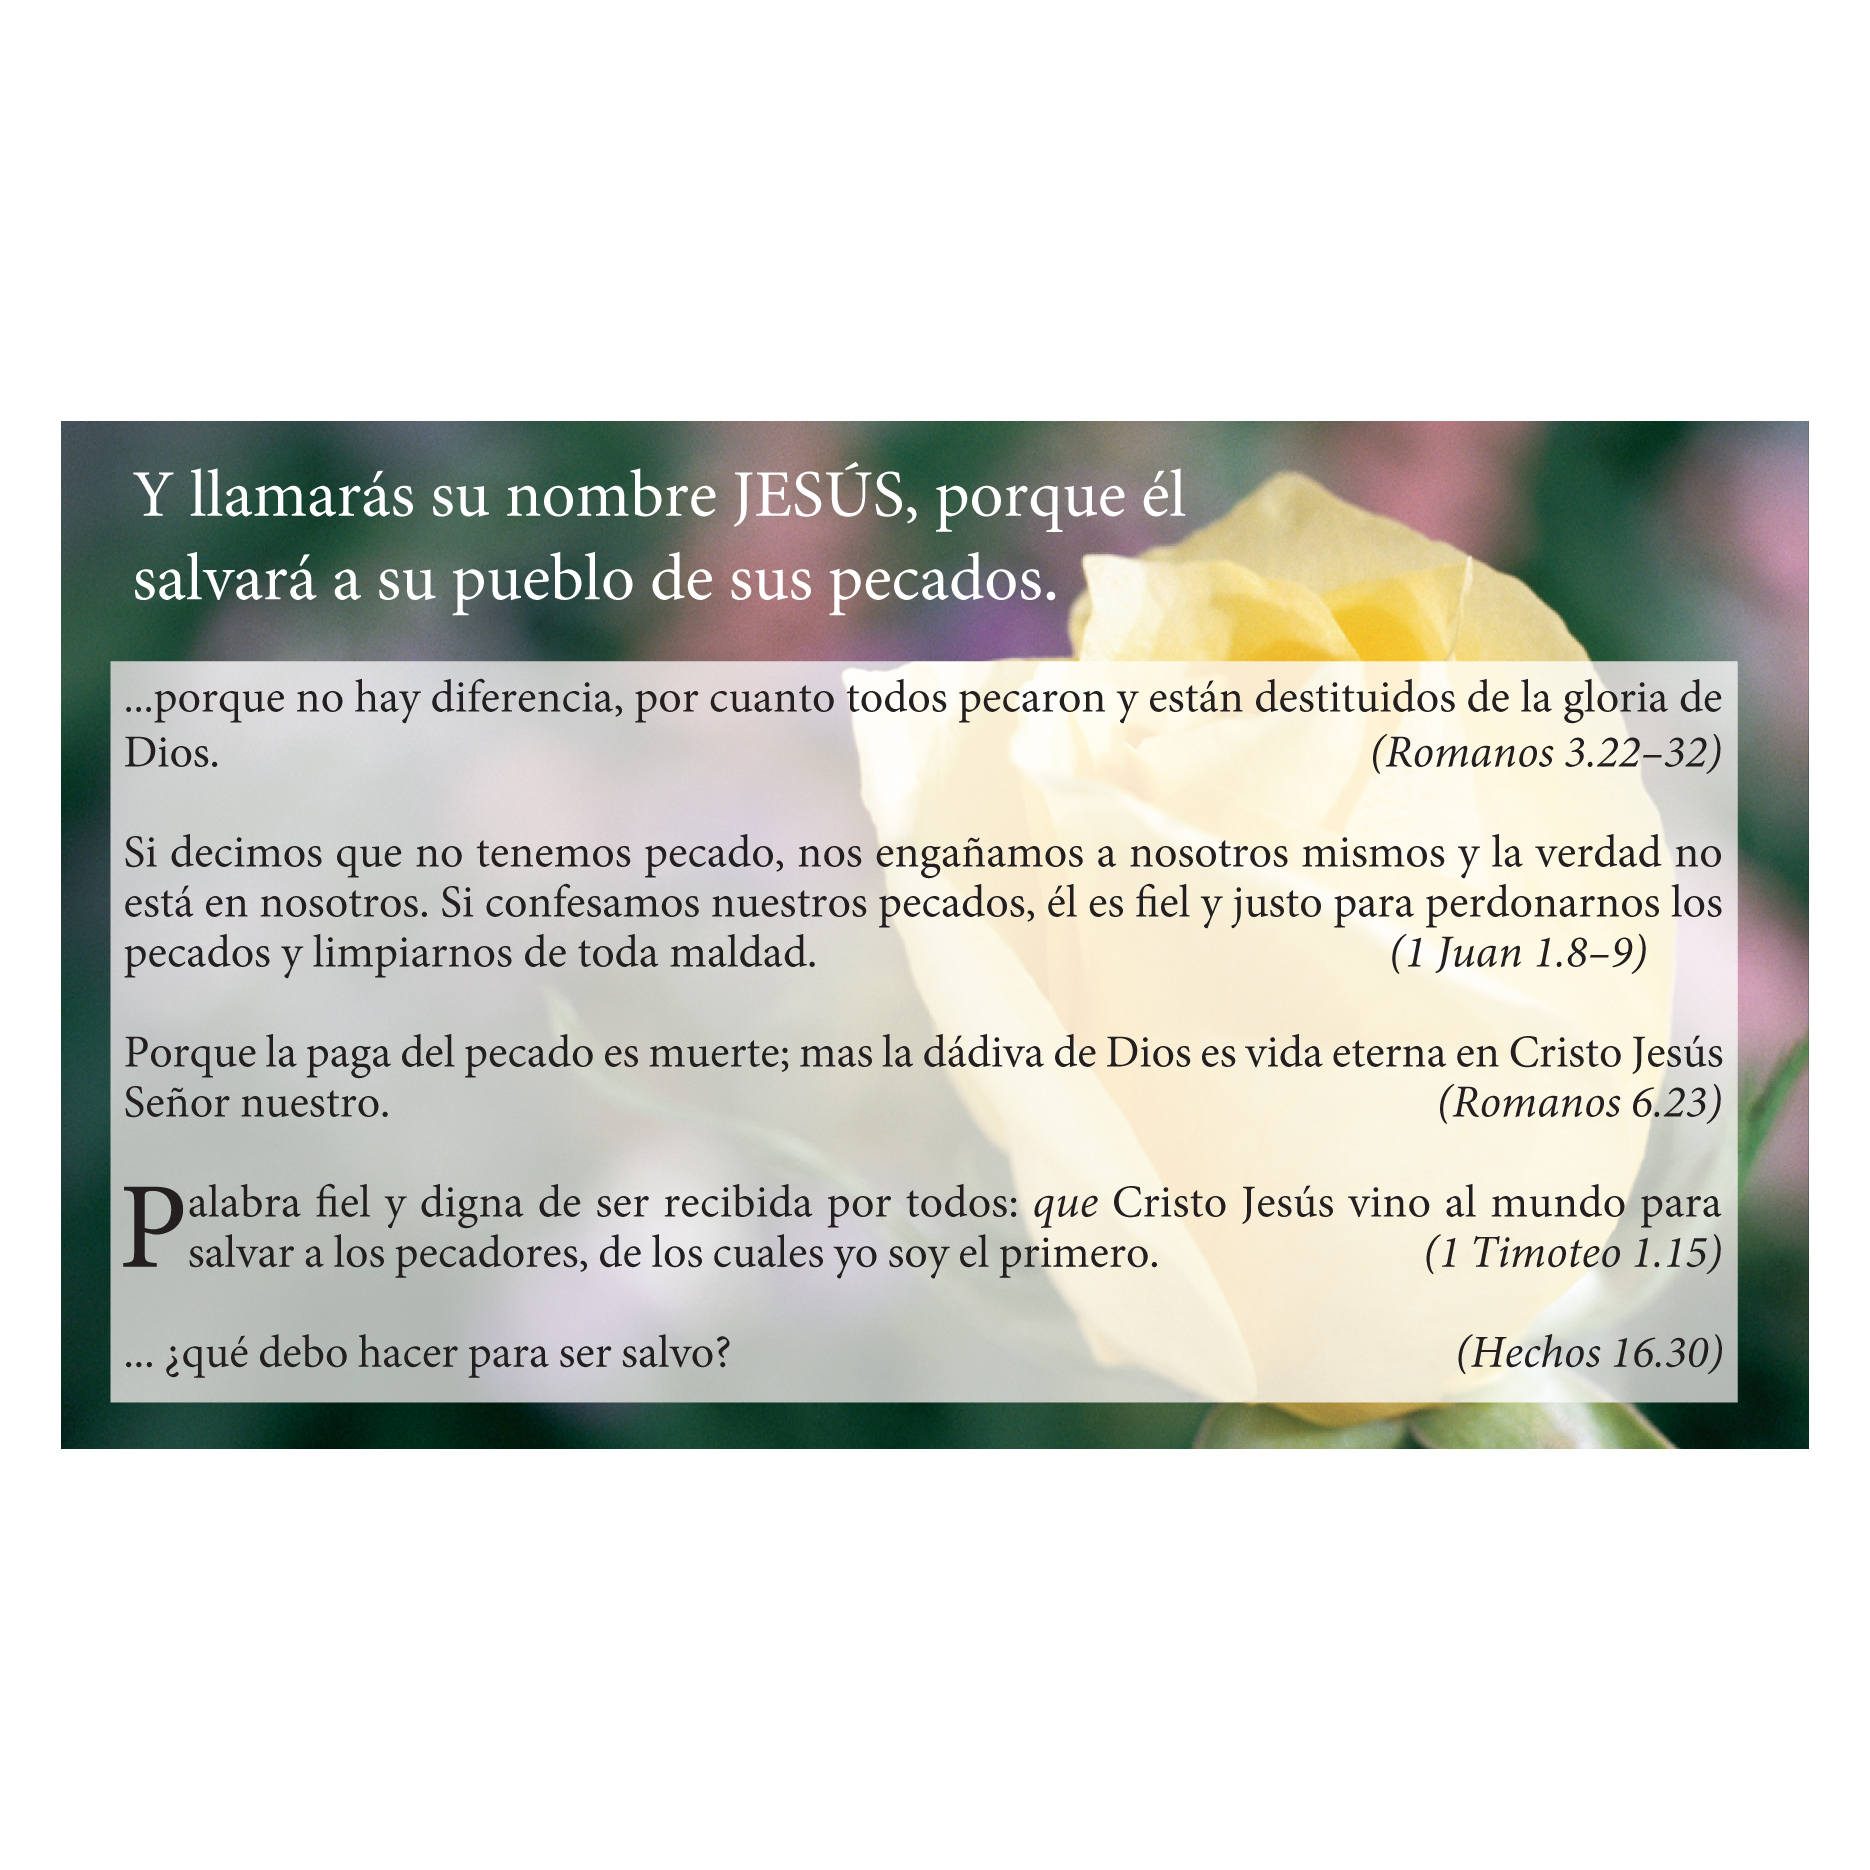 Y llamarás su nombre JESÚS, porque él
salvará a su pueblo de sus pecados.
...porque no hay diferencia, por cuanto todos pecaron y están destituidos de la gloria de
Dios. (Romanos 3.22–32)
Si decimos que no tenemos pecado, nos engañamos a nosotros mismos y la verdad no
está en nosotros. Si confesamos nuestros pecados, él es fiel y justo para perdonarnos los
pecados y limpiarnos de toda maldad. (1 Juan 1.8–9)
Porque la paga del pecado es muerte; mas la dádiva de Dios es vida eterna en Cristo Jesús
Señor nuestro. (Romanos 6.23)
Palabra fiel y digna de ser recibida por todos: que Cristo Jesús vino al mundo para
salvar a los pecadores, de los cuales yo soy el primero. (1 Timoteo 1.15)
... ¿qué debo hacer para ser salvo? (Hechos 16.30)